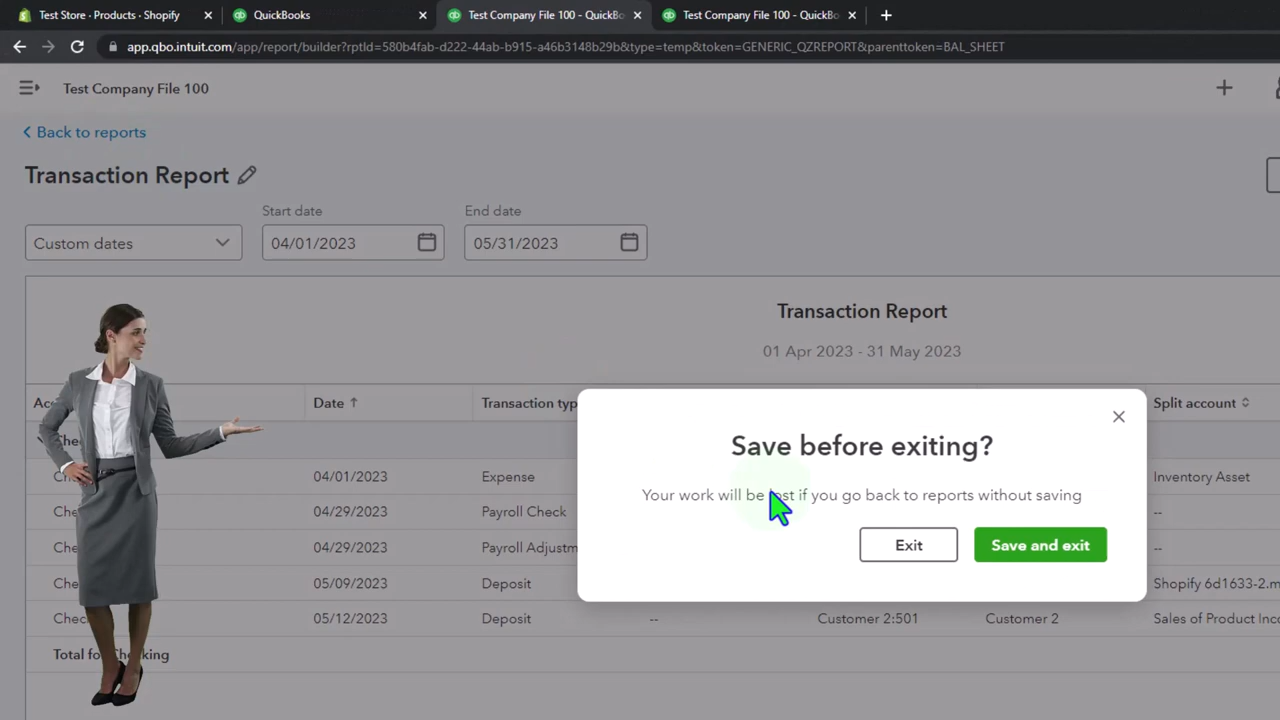 Test Store · Products · Shopify
QuickBooks
Test Company File 100 - QuickBo
Test Company File 100 - QuickBo
app.qbo.intuit.com/app/report/builder?rptId=580b4fab-d222-44ab-b915-a46b3148b29b&type=temp&token=GENERIC_QZREPORT&parenttoken=BAL_SHEET
Test Company File 100
Back to reports
Transaction Report
Start date
End date
Custom dates
04/01/2023
05/31/2023
Transaction Report
01 Apr 2023 - 31 May 2023
Date
Transaction typ
Split account
Save before exiting?
Your work will be lost if you go back to reports without saving
Exit
Save and exit
04/01/2023 Expense Inventory Asset
04/29/2023 Payroll Check --
04/29/2023 Payroll Adjustm --
05/09/2023 Deposit Shopify 6d1633-2.m
05/12/2023 Deposit -- Customer 2:501 Customer 2 Sales of Product Inco
Total fo Checking